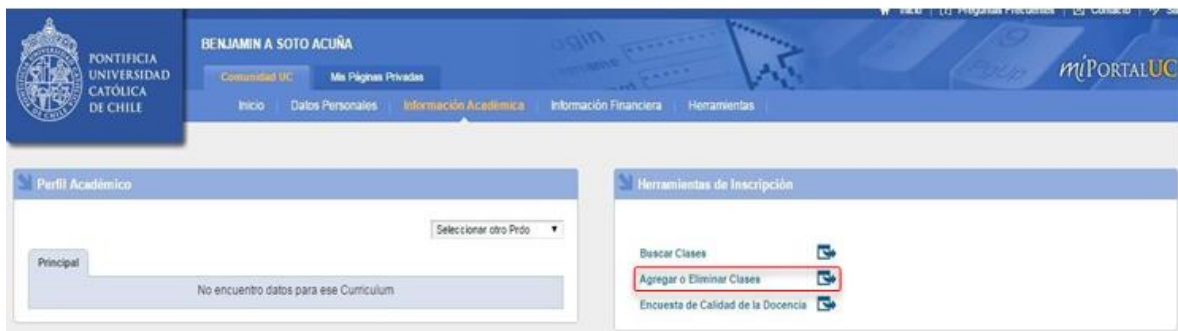 Inicio | Preguntas Frecuentes | Contacto
PONTIFICIA
UNIVERSIDAD
CATÓLICA
DE CHILE
BENJAMIN A SOTO ACUÑA
Comunidad UC
Mis Páginas Privadas
miPORTALUC
Inicio
Datos Personales
Información Académica
Información Financiera
Herramientas
Perfil Académico
Seleccionar otro Prdo
Principal
No encuentro datos para ese Curriculum
Herramientas de Inscripción
Buscar Clases
Agregar o Eliminar Clases
Encuesta de Calidad de la Docencia